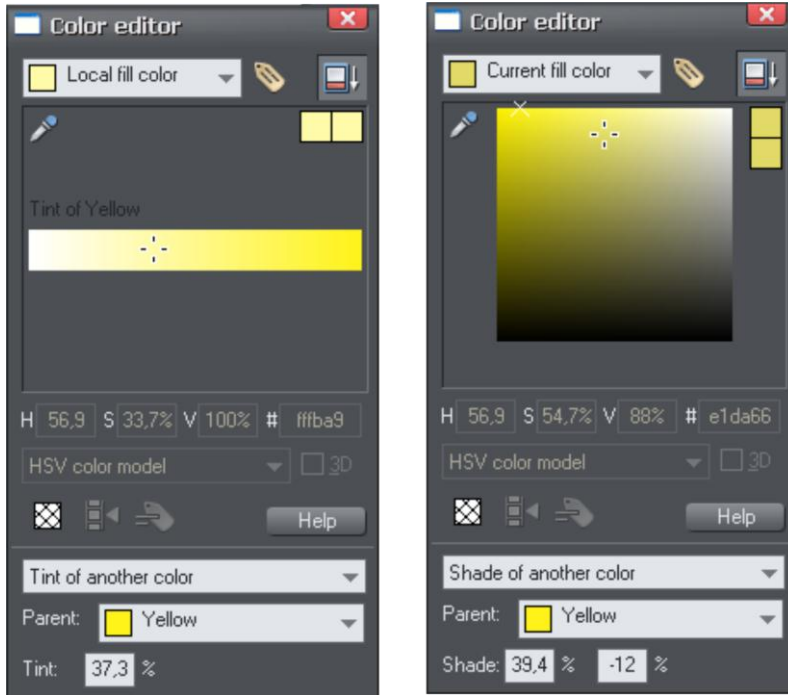 Color editor
Local fill color
Tint of Yellow
H 56,9 S 33,7% V 100% # fffba9
HSV color model 3D
Help
Tint of another color
Parent: Yellow
Tint: 37,3 %
Color editor
Current fill color
H 56,9 S 54,7% V 88% # e1da66
HSV color model 3D
Help
Shade of another color
Parent: Yellow
Shade: 39,4 % -12 %